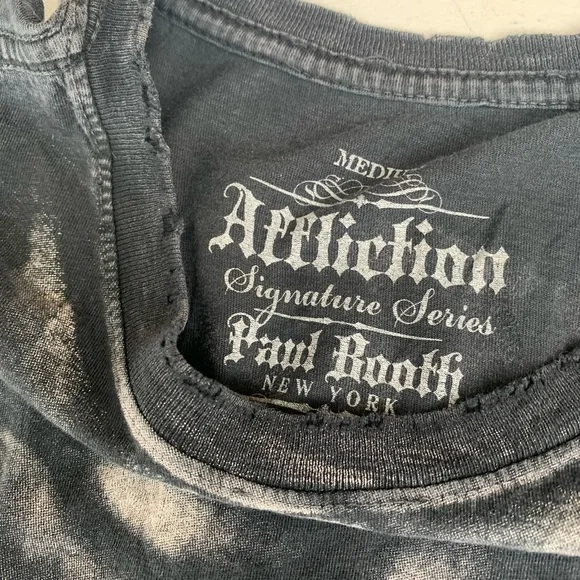 Affliction
Signature Series
Paul Booth
NEW YORK